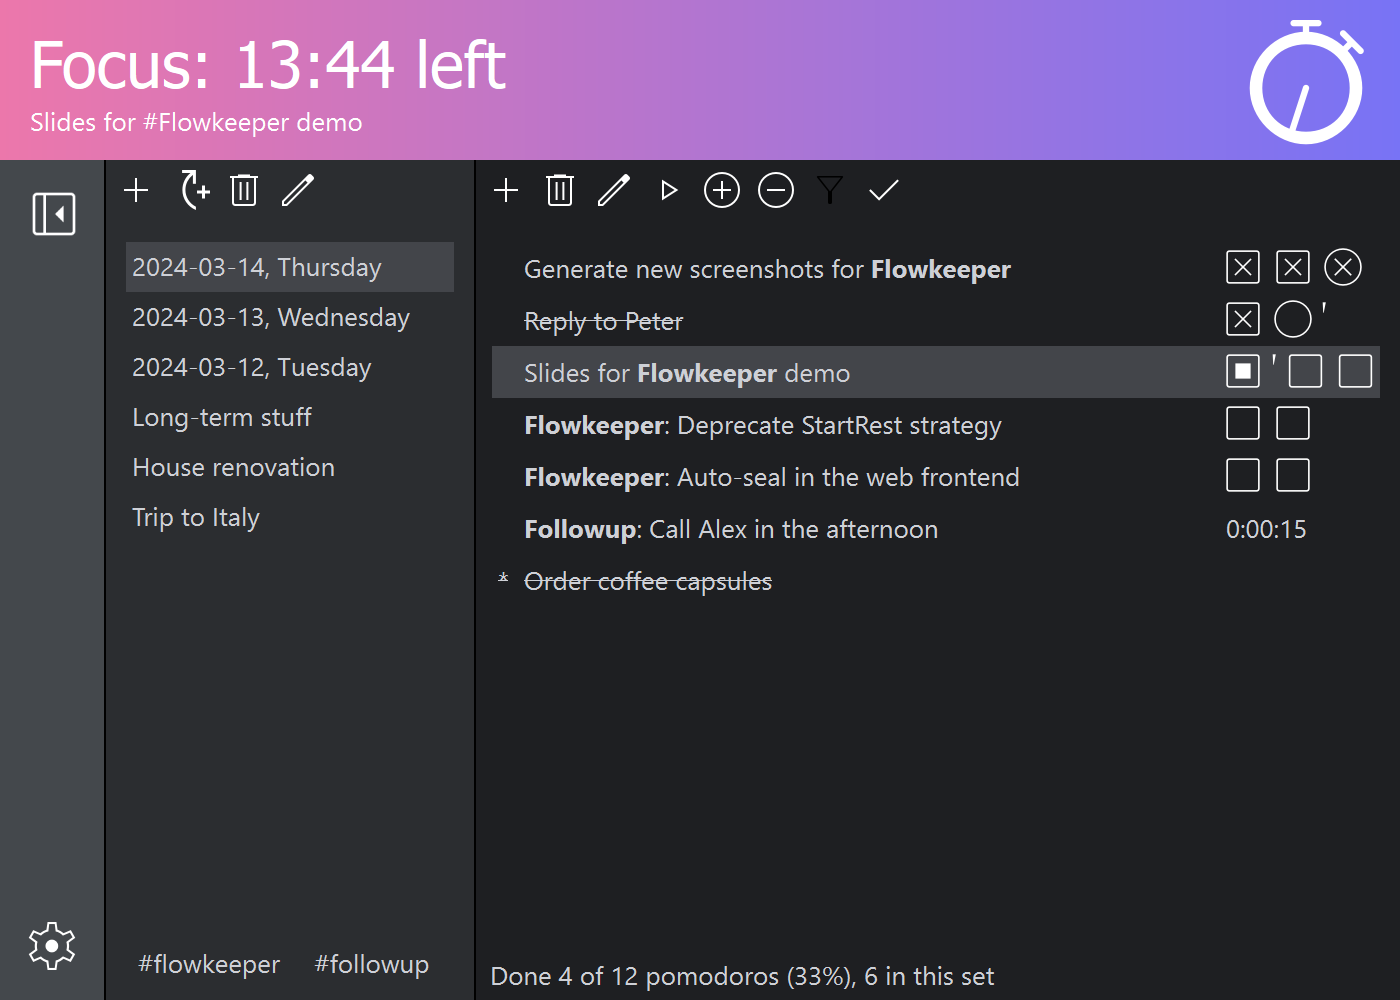 Focus: 13:44 left
Slides for #Flowkeeper demo
2024-03-14, Thursday
2024-03-13, Wednesday
2024-03-12, Tuesday
Long-term stuff
House renovation
Trip to Italy
#flowkeeper #followup
Generate new screenshots for Flowkeeper
Reply to Peter '
Slides for Flowkeeper demo '
Flowkeeper: Deprecate StartRest strategy
Flowkeeper: Auto-seal in the web frontend
Followup: Call Alex in the afternoon 0:00:15
* Order coffee capsules
Done 4 of 12 pomodoros (33%), 6 in this set